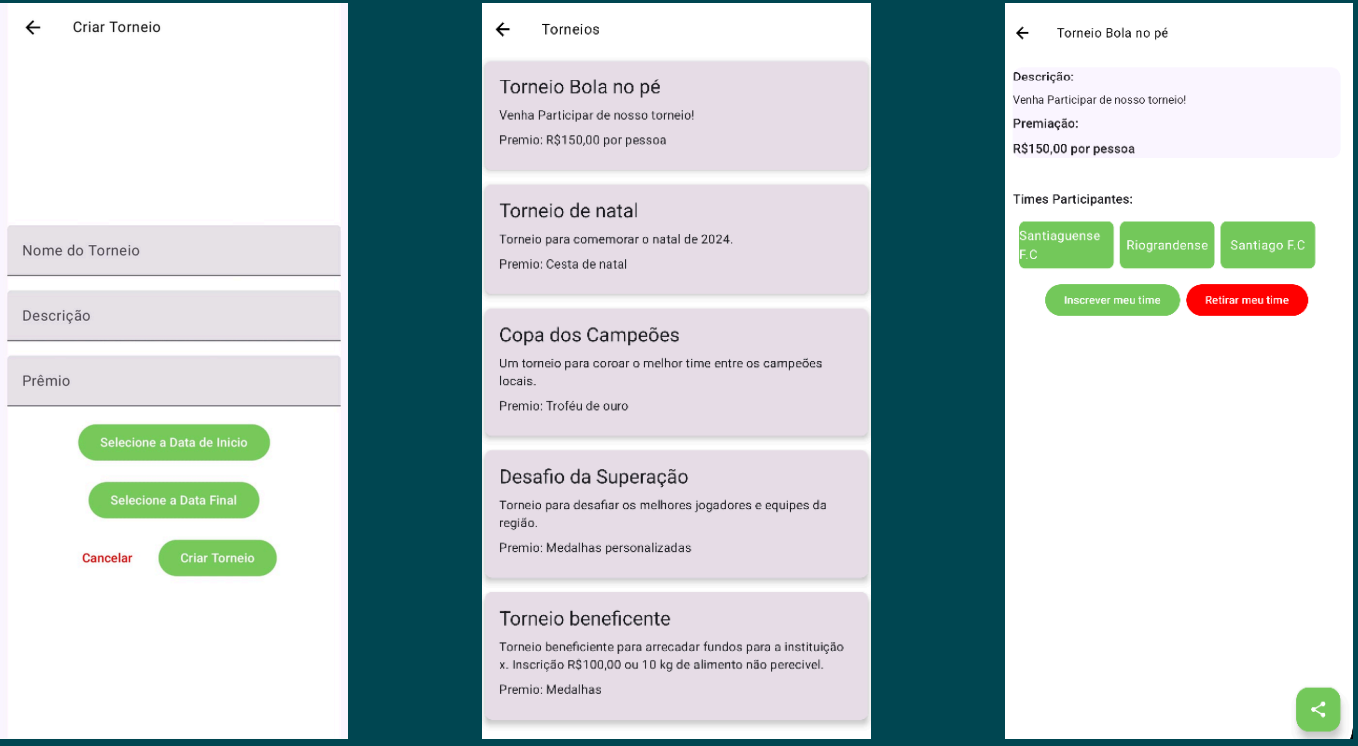 Criar Torneio
Nome do Torneio
Descrição
Prêmio
Selecione a Data de Inicio
Selecione a Data Final
Cancelar
Criar Torneio
Torneios
Torneio Bola no pé
Venha Participar de nosso torneio!
Premio: R$150,00 por pessoa
Torneio de natal
Torneio para comemorar o natal de 2024.
Premio: Cesta de natal
Copa dos Campeões
Um torneio para coroar o melhor time entre os campeões
locais.
Premio: Troféu de ouro
Desafio da Superação
Torneio para desafiar os melhores jogadores e equipes da
região.
Premio: Medalhas personalizadas
Torneio beneficente
Torneio beneficiente para arrecadar fundos para a instituição
x. Inscrição R$100,00 ou 10 kg de alimento não perecivel.
Premio: Medalhas
Torneio Bola no pé
Descrição:
Venha Participar de nosso torneio!
Premiação:
R$150,00 por pessoa
Times Participantes:
Santiaguense
F.C
Riograndense
Santiago F.C
Inscrever meu time
Retirar meu time